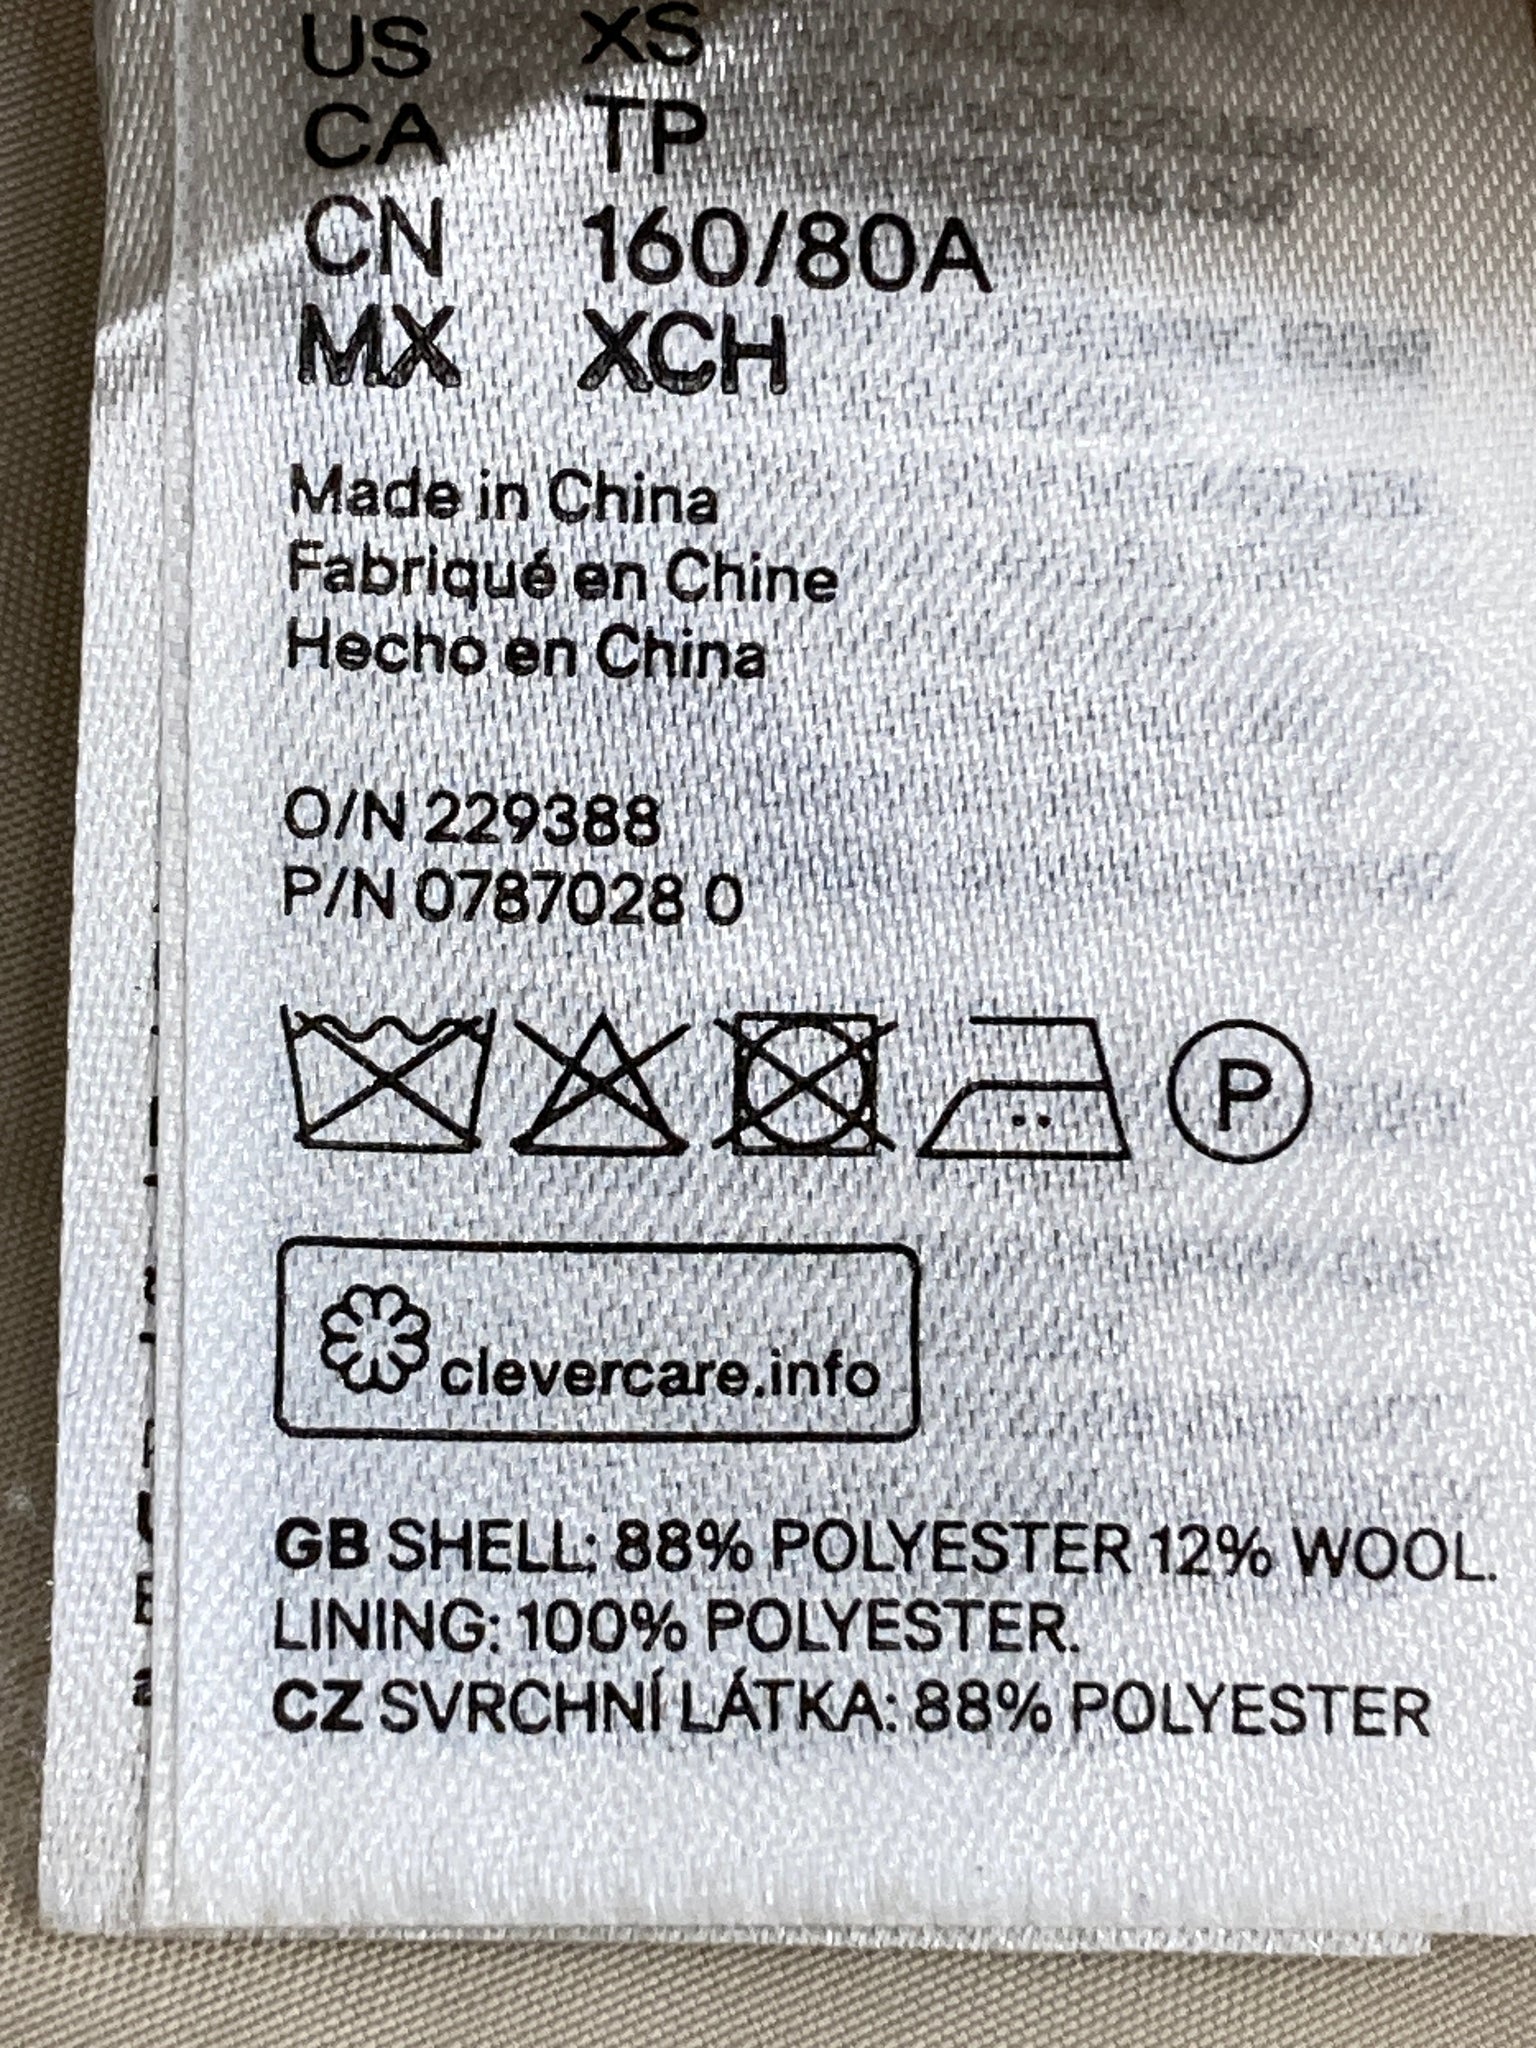 US XS
CA TP
CN 160/80A
MX XCH
Made in China
Fabriqué en Chine
Hecho en China
O/N 229388
P/N 0787028 0
P
clevercare.info
GB SHELL: 88% POLYESTER 12% WOOL.
LINING: 100% POLYESTER.
CZ SVRCHNÍ LÁTKA: 88% POLYESTER